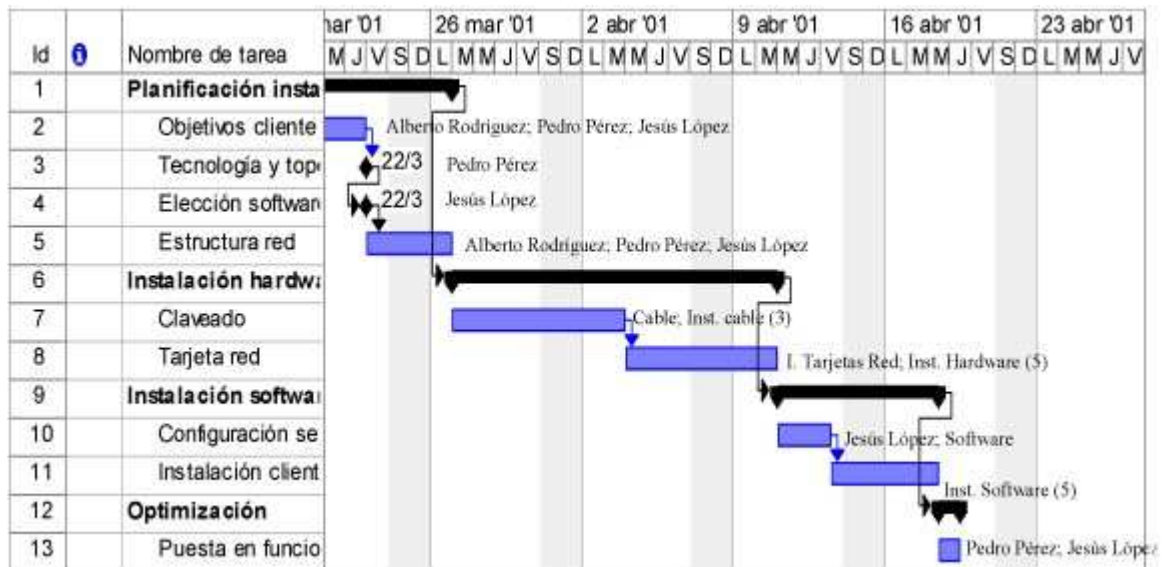 mar '01 26 mar '01 2 abr '01 9 abr '01 16 abr '01 23 abr '01
Id Nombre de tarea M J V S D L M M J V S D L M M J V S D L M M J V S D L M M J V S D L M M J V
1 Planificación insta
2 Objetivos cliente Alberto Rodriguez; Pedro Pérez; Jesús López
3 Tecnología y top 22/3 Pedro Pérez
4 Elección softwar 22/3 Jesús López
5 Estructura red Alberto Rodríguez; Pedro Pérez; Jesús López
6 Instalación hardwa
7 Claveado Cable; Inst. cable (3)
8 Tarjeta red I. Tarjetas Red; Inst. Hardware (5)
9 Instalación softwa
10 Configuración se Jesús López; Software
11 Instalación client Inst. Software (5)
12 Optimización
13 Puesta en funcio Pedro Pérez; Jesús López